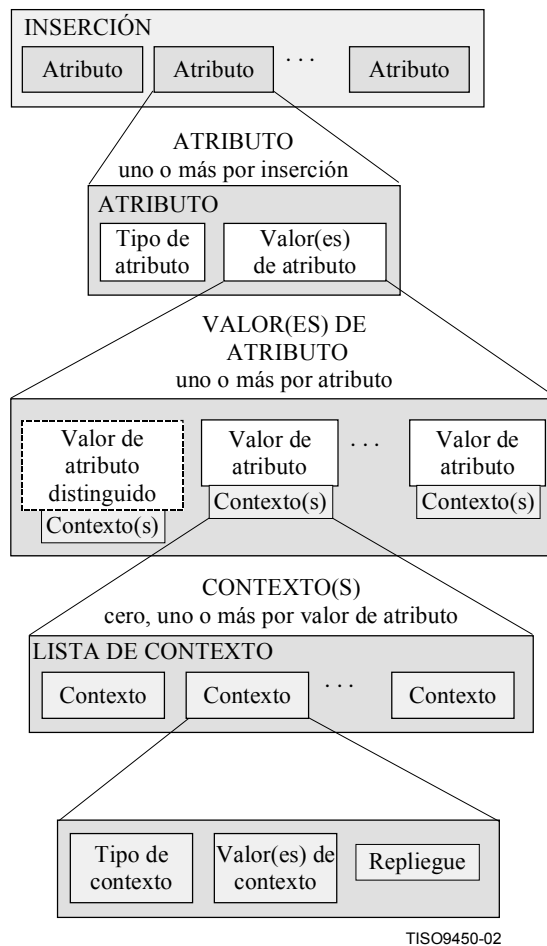 INSERCIÓN
Atributo Atributo . . . Atributo
ATRIBUTO
uno o más por inserción
ATRIBUTO
Tipo de atributo
Valor(es) de atributo
VALOR(ES) DE
ATRIBUTO
uno o más por atributo
Valor de
atributo
distinguido
Contexto(s)
Valor de
atributo
Contexto(s)
. . .
Valor de
atributo
Contexto(s)
CONTEXTO(S)
cero, uno o más por valor de atributo
LISTA DE CONTEXTO
Contexto Contexto . . . Contexto
Tipo de
contexto
Valor(es) de
contexto
Repliegue
TISO9450-02